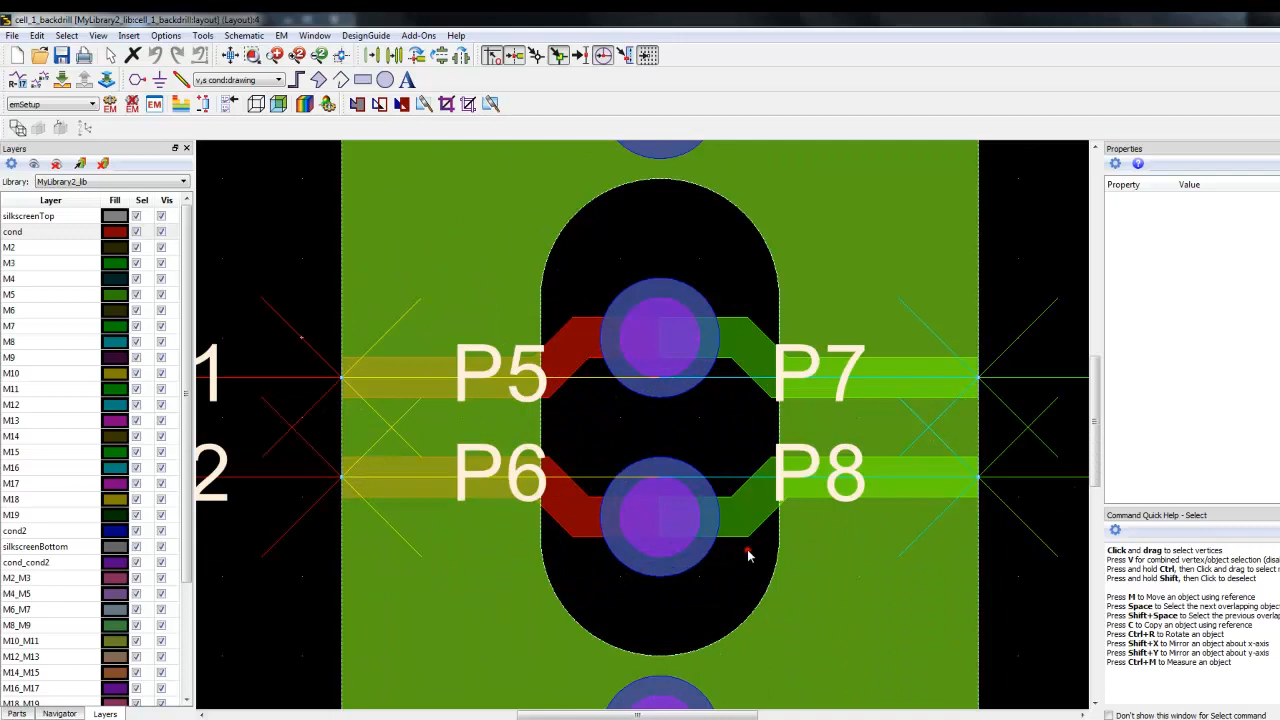 cell_1_backdrill [MyLibrary2_lib:cell_1_backdrill:layout] (Layout):4
File Edit Select View Insert Options Tools Schematic EM Window DesignGuide Add-Ons Help
v,s cond:drawing
emSetup
EM EM EM
Layers
Library: MyLibrary2_lib
Layer Fill Sel Vis
silkscreenTop
cond
M2
M3
M4
M5
M6
M7
M8
M9
M10
M11
M12
M13
M14
M15
M16
M17
M18
M19
cond2
silkscreenBottom
cond_cond2
M4_M5
M6_M7
M8_M9
M10_M11
M12_M13
M14_M15
M16_M17
M18_M19
Parts Navigator Layers
1 P5 P7
2 P6 P8
Properties
Property Value
Command Quick Help - Select
Click and drag to select vertices
Press V for combined vertex/object selection (disa
Press and hold Ctrl, then Click and drag to select r
Press and hold Shift, then Click to deselect
Press M to Move an object using reference
Press Space to Select the next overlapping objec
Press Shift+Space to Select the previous overlap
Press C to Copy an object using reference
Press Ctrl+R to Rotate an object
Press Shift+X to Mirror an object about x-axis
Press Shift+Y to Mirror an object about y-axis
Press Ctrl+M to Measure an object
Don't show this window for Select command